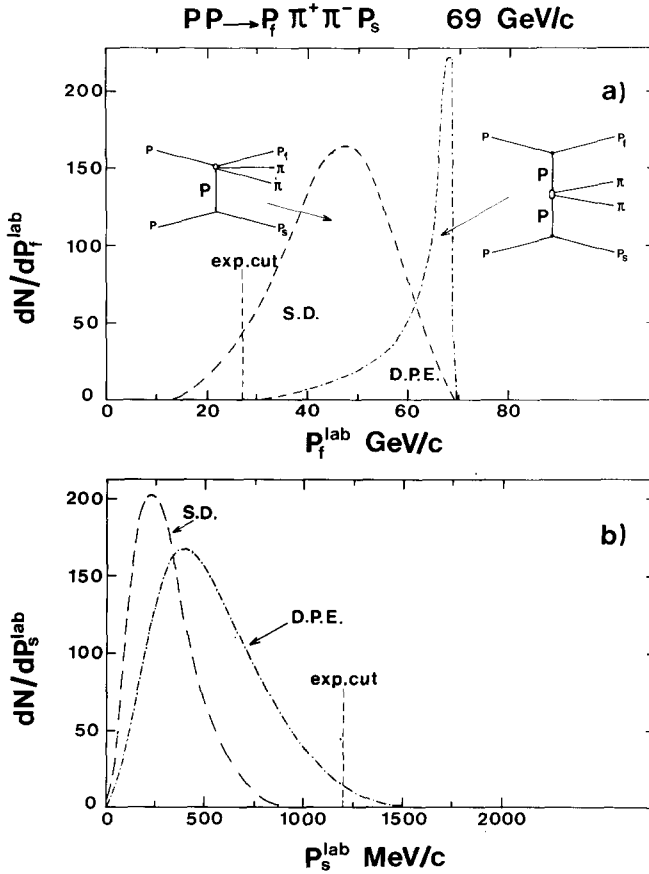 PP→P_f π⁺ π⁻ P_s 69 GeV/c
a)
200
150
100
50
0
dN/dP_f^lab
P
P_f
π
π
P
P
P_s
exp.cut
S.D.
D.P.E.
P
P_f
P
π
P
π
P
P_s
0 20 40 60 80
P_f^lab GeV/c
b)
200
150
100
50
0
dN/dP_s^lab
S.D.
D.P.E.
exp.cut
0 500 1000 1500 2000
P_s^lab MeV/c